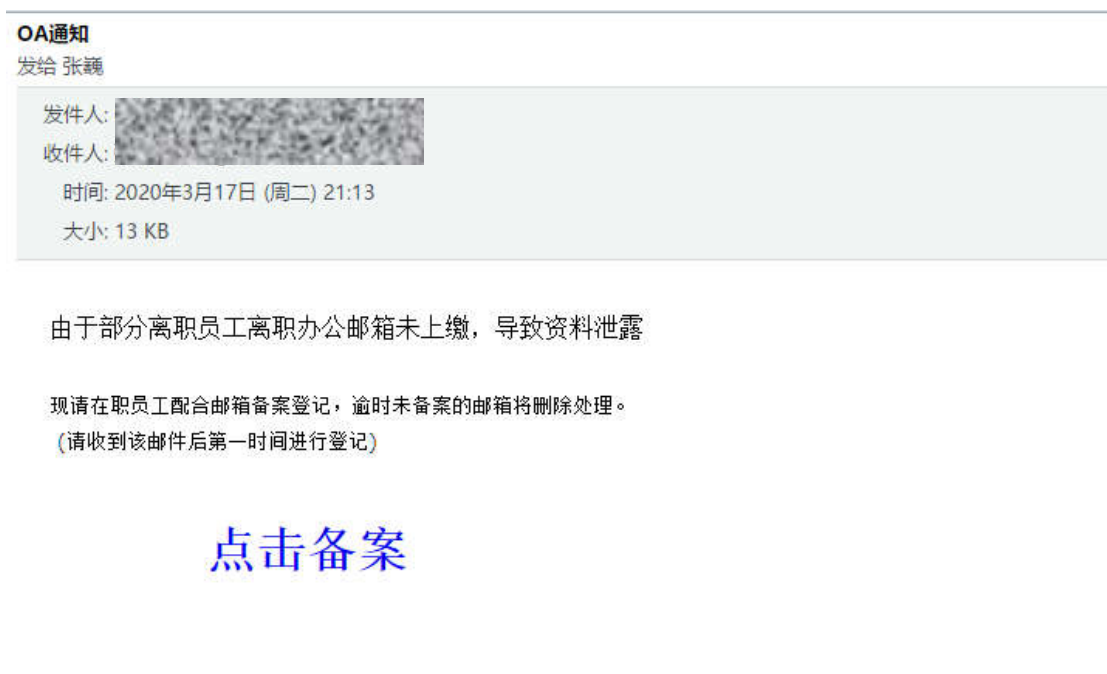 OA通知
发给 张巍
发件人:
收件人:
时间: 2020年3月17日 (周二) 21:13
大小: 13 KB
由于部分离职员工离职办公邮箱未上缴，导致资料泄露
现请在职员工配合邮箱备案登记，逾时未备案的邮箱将删除处理。
(请收到该邮件后第一时间进行登记)
点击备案